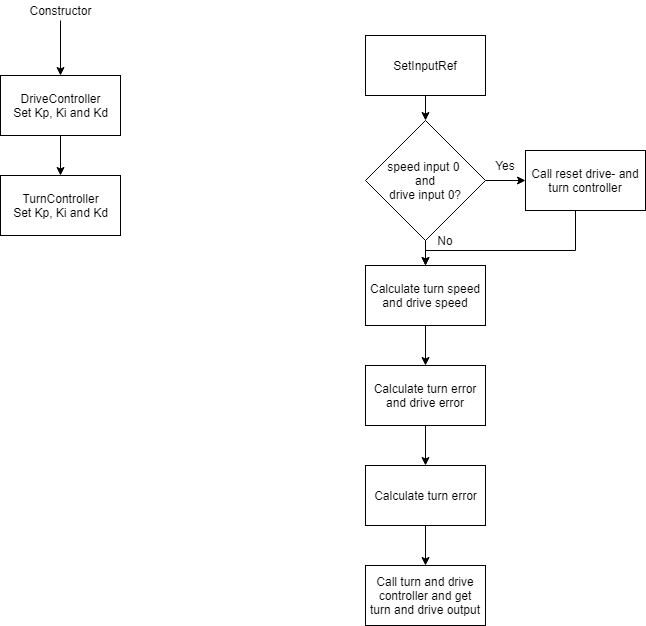 Constructor
DriveController
Set Kp, Ki and Kd
TurnController
Set Kp, Ki and Kd
SetInputRef
speed input 0
and
drive input 0?
Yes
Call reset drive- and
turn controller
No
Calculate turn speed
and drive speed
Calculate turn error
and drive error
Calculate turn error
Call turn and drive
controller and get
turn and drive output